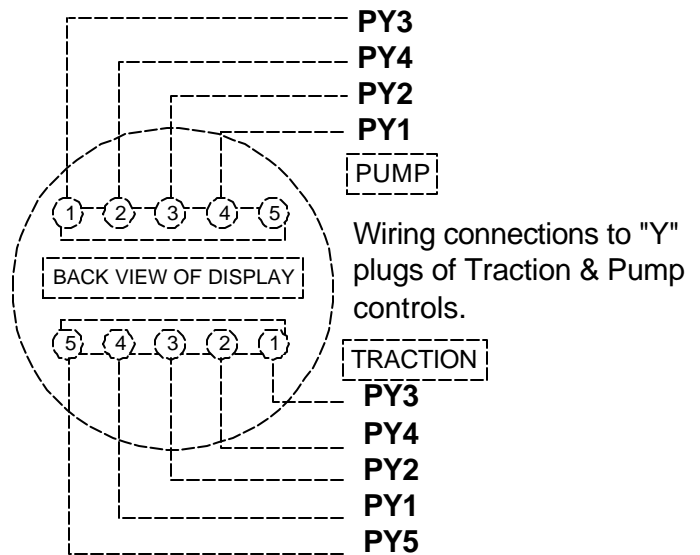 PY3
PY4
PY2
PY1
PUMP
1 2 3 4 5
Wiring connections to "Y"
plugs of Traction & Pump
controls.
BACK VIEW OF DISPLAY
5 4 3 2 1
TRACTION
PY3
PY4
PY2
PY1
PY5